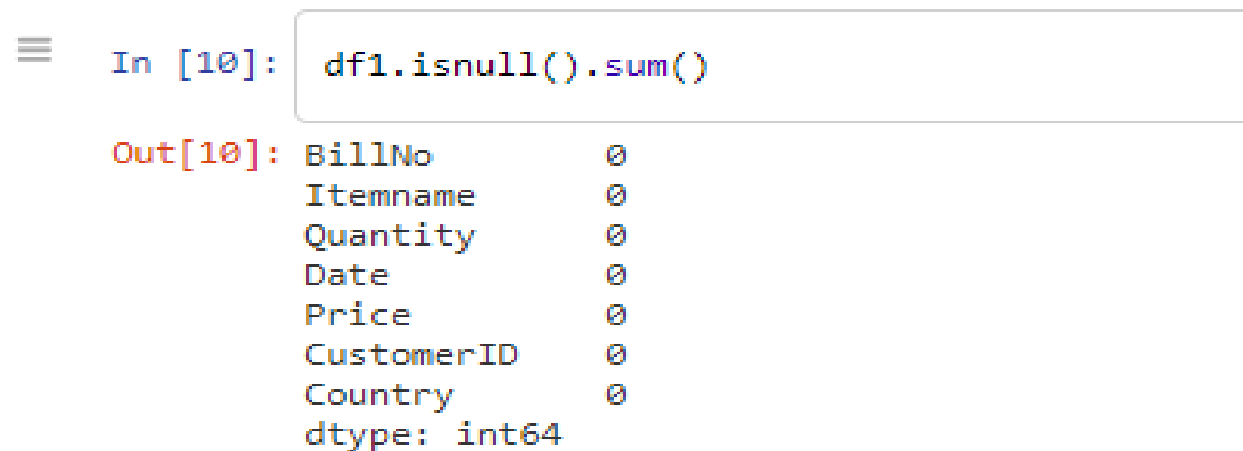 In [10]: df1.isnull().sum()
Out[10]: BillNo 0
Itemname 0
Quantity 0
Date 0
Price 0
CustomerID 0
Country 0
dtype: int64